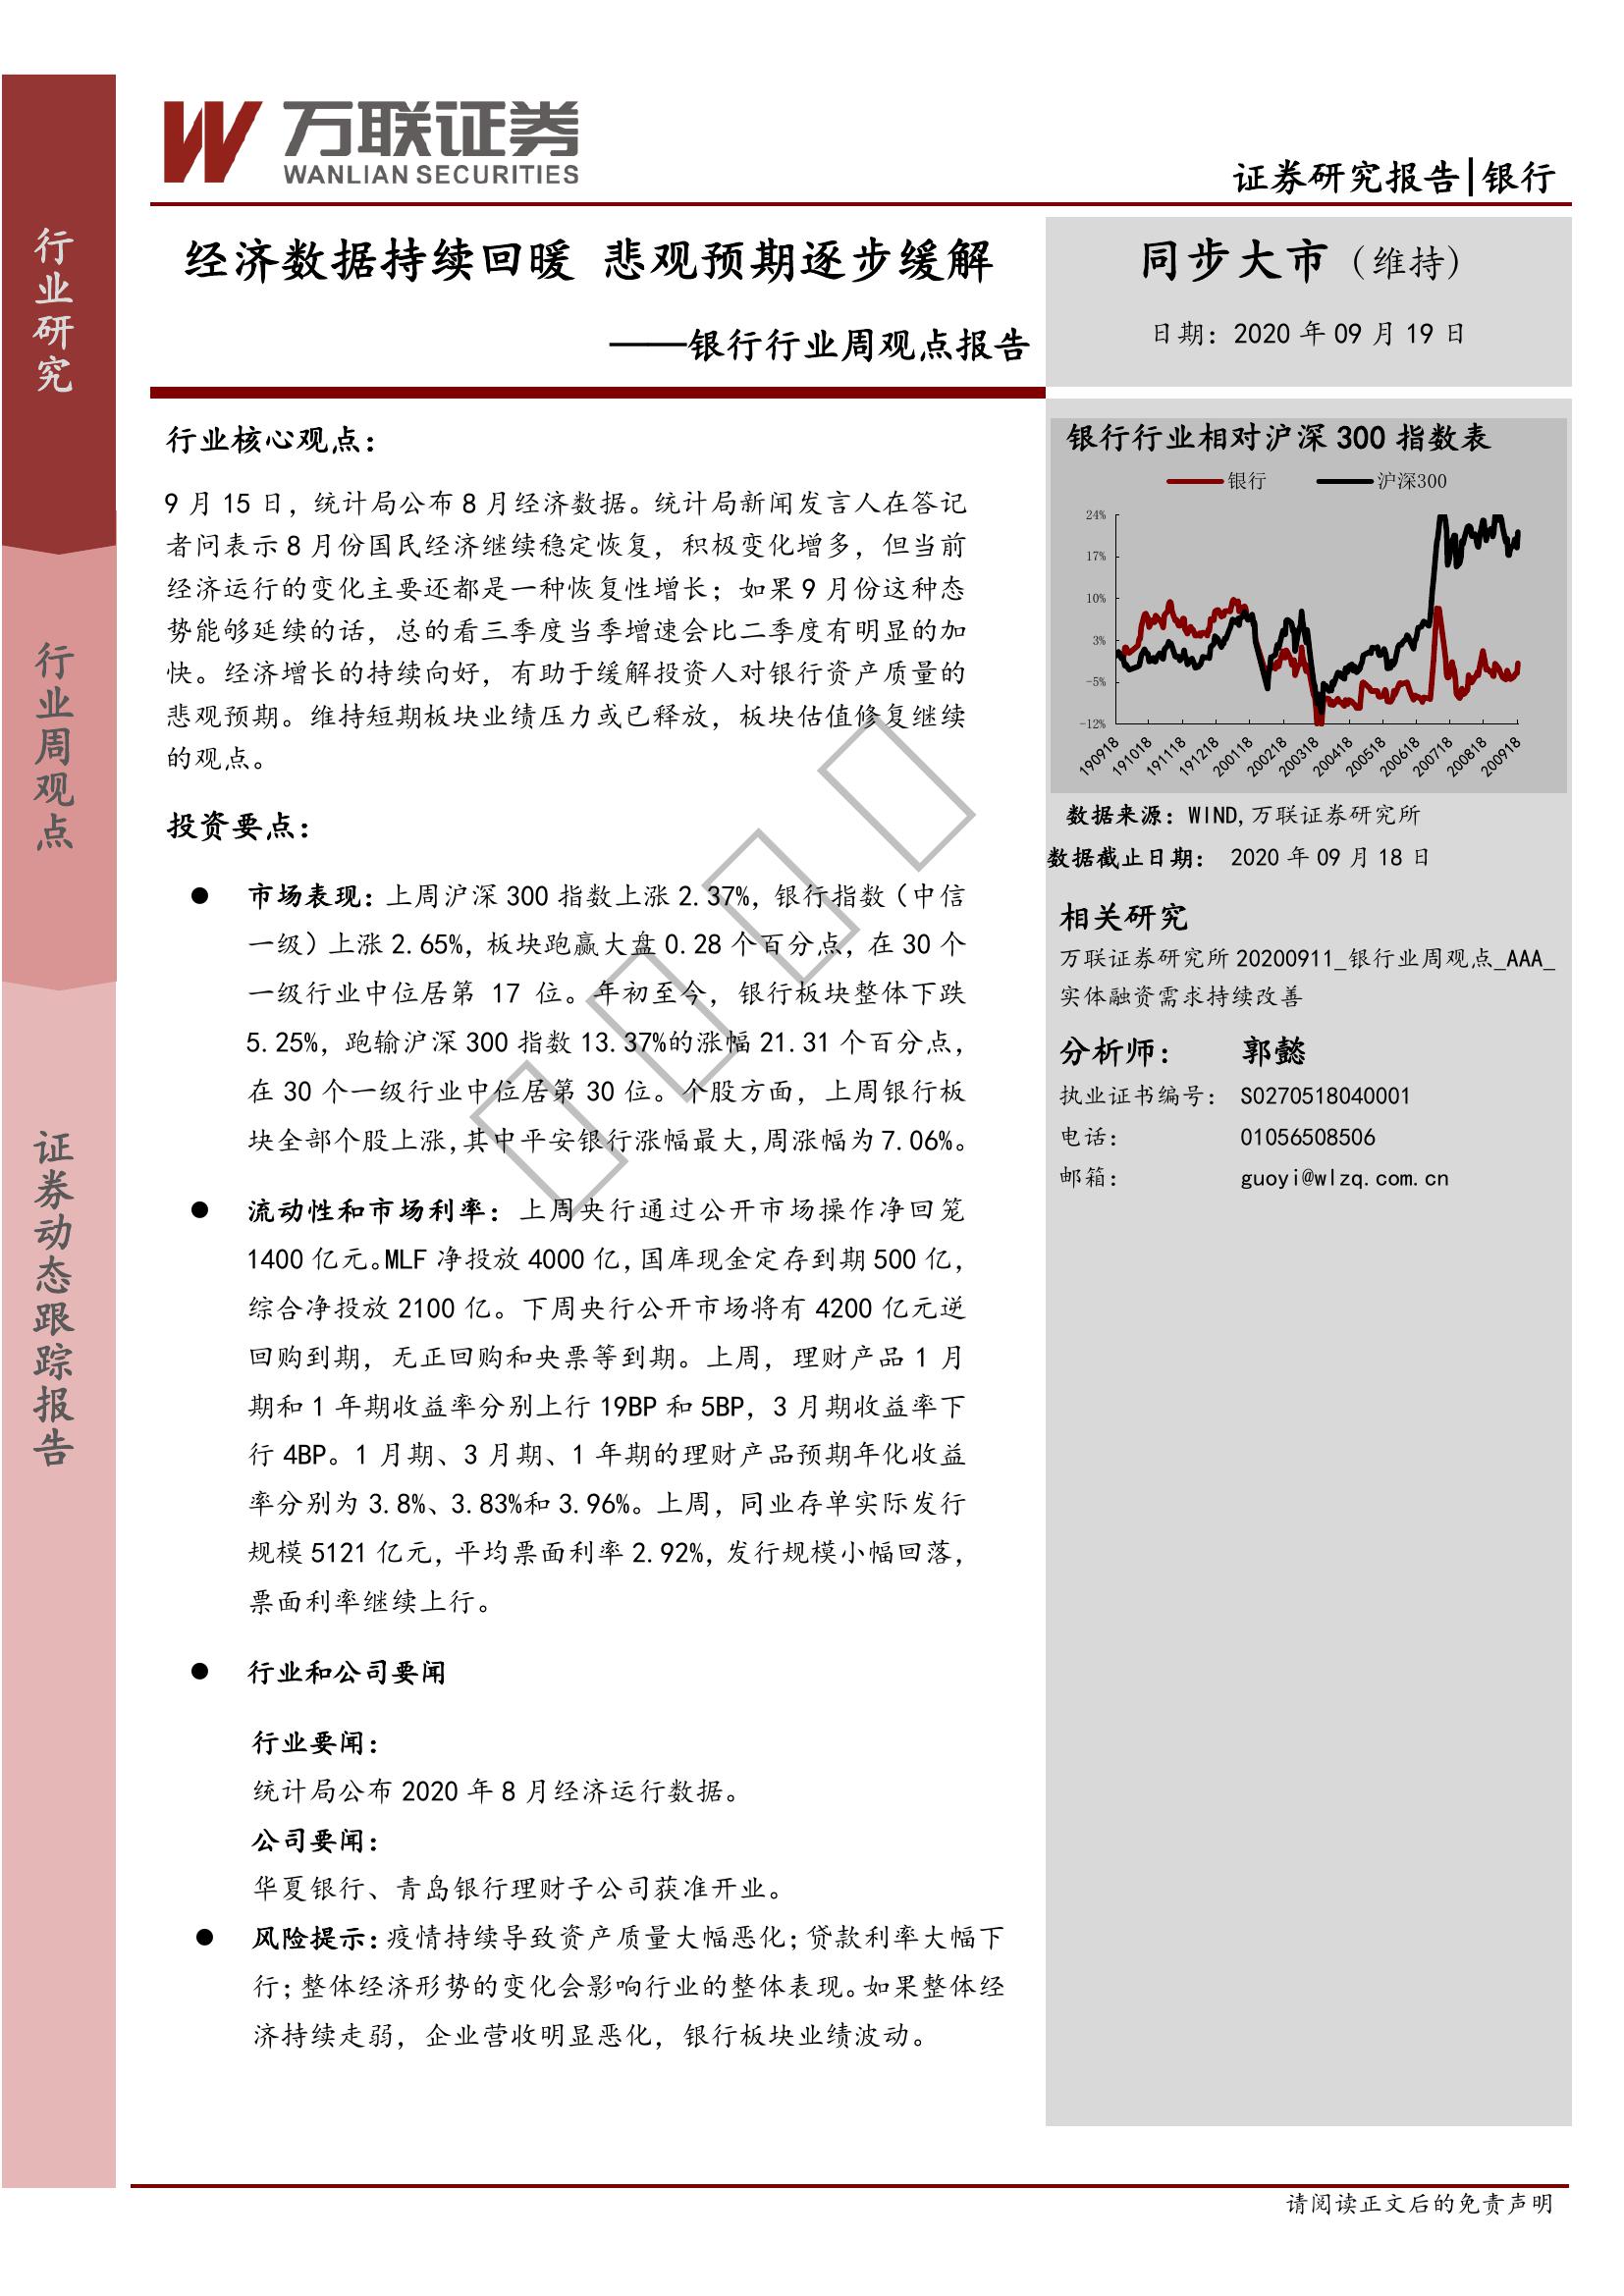 万联证券
WANLIAN SECURITIES
证券研究报告|银行
行业研究
行业周观点
证券动态跟踪报告
经济数据持续回暖 悲观预期逐步缓解
——银行行业周观点报告
同步大市（维持）
日期：2020 年 09 月 19 日
行业核心观点：
9 月 15 日，统计局公布 8 月经济数据。统计局新闻发言人在答记
者问表示 8 月份国民经济继续稳定恢复，积极变化增多，但当前
经济运行的变化主要还都是一种恢复性增长；如果 9 月份这种态
势能够延续的话，总的看三季度当季增速会比二季度有明显的加
快。经济增长的持续向好，有助于缓解投资人对银行资产质量的
悲观预期。维持短期板块业绩压力或已释放，板块估值修复继续
的观点。
投资要点：
● 市场表现：上周沪深 300 指数上涨 2.37%，银行指数（中信
一级）上涨 2.65%，板块跑赢大盘 0.28 个百分点，在 30 个
一级行业中位居第 17 位。年初至今，银行板块整体下跌
5.25%，跑输沪深 300 指数 13.37%的涨幅 21.31 个百分点，
在 30 个一级行业中位居第 30 位。个股方面，上周银行板
块全部个股上涨，其中平安银行涨幅最大，周涨幅为 7.06%。
● 流动性和市场利率：上周央行通过公开市场操作净回笼
1400 亿元。MLF 净投放 4000 亿，国库现金定存到期 500 亿，
综合净投放 2100 亿。下周央行公开市场将有 4200 亿元逆
回购到期，无正回购和央票等到期。上周，理财产品 1 月
期和 1 年期收益率分别上行 19BP 和 5BP，3 月期收益率下
行 4BP。1 月期、3 月期、1 年期的理财产品预期年化收益
率分别为 3.8%、3.83%和 3.96%。上周，同业存单实际发行
规模 5121 亿元，平均票面利率 2.92%，发行规模小幅回落，
票面利率继续上行。
● 行业和公司要闻
行业要闻：
统计局公布 2020 年 8 月经济运行数据。
公司要闻：
华夏银行、青岛银行理财子公司获准开业。
● 风险提示：疫情持续导致资产质量大幅恶化；贷款利率大幅下
行；整体经济形势的变化会影响行业的整体表现。如果整体经
济持续走弱，企业营收明显恶化，银行板块业绩波动。
银行行业相对沪深 300 指数表
银行 沪深300
24%
17%
10%
3%
-5%
-12%
190918 191018 191118 191218 200118 200218 200318 200418 200518 200618 200718 200818 200918
数据来源：WIND,万联证券研究所
数据截止日期： 2020 年 09 月 18 日
相关研究
万联证券研究所 20200911_银行业周观点_AAA_
实体融资需求持续改善
分析师： 郭懿
执业证书编号： S0270518040001
电话： 01056508506
邮箱： guoyi@wlzq.com.cn
请阅读正文后的免责声明